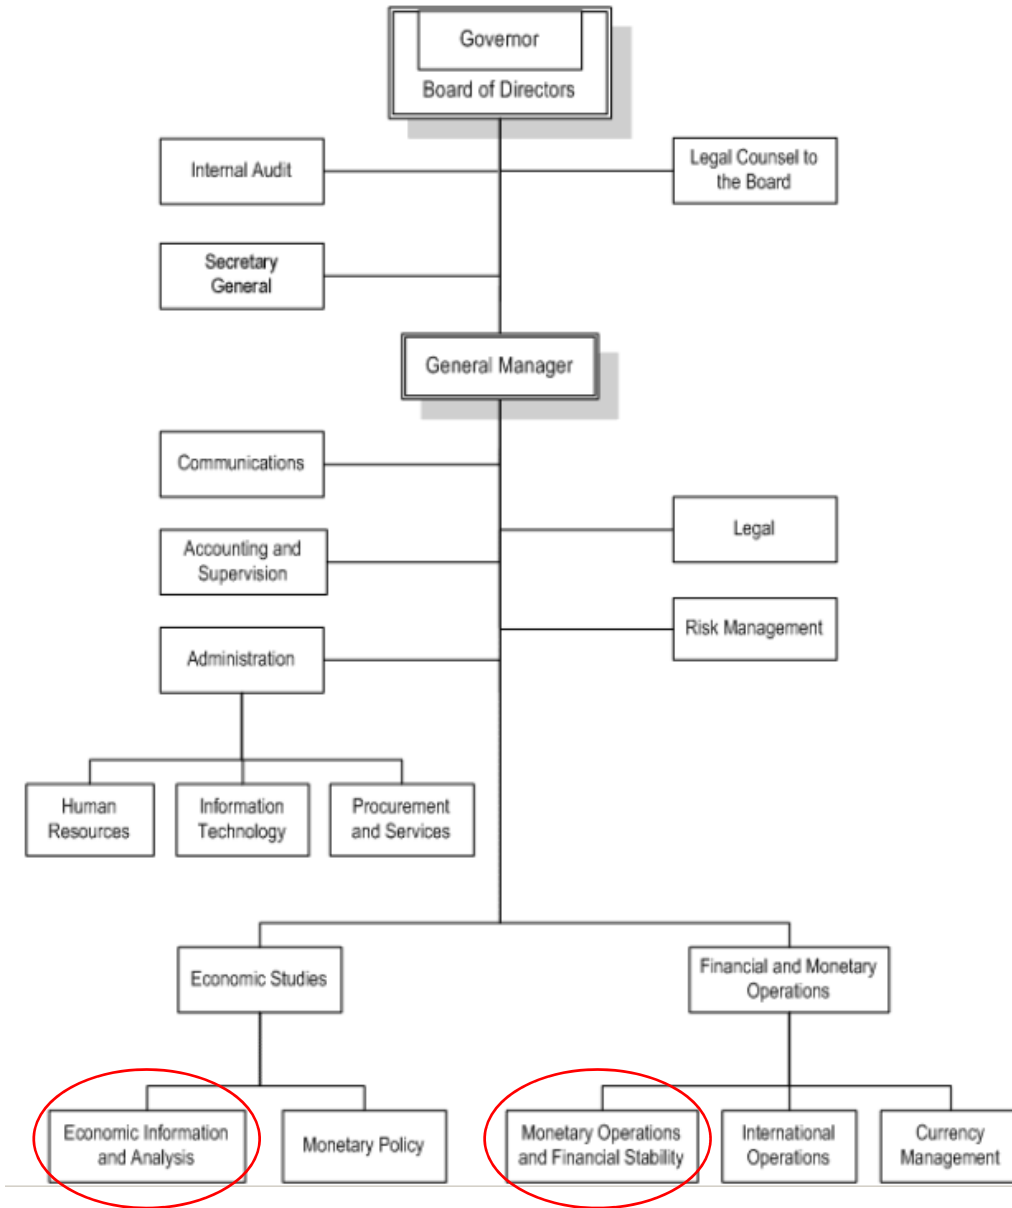 Governor
Board of Directors
Internal Audit
Legal Counsel to
the Board
Secretary
General
General Manager
Communications
Legal
Accounting and
Supervision
Risk Management
Administration
Human
Resources
Information
Technology
Procurement
and Services
Economic Studies
Financial and Monetary
Operations
Economic Information
and Analysis
Monetary Policy
Monetary Operations
and Financial Stability
International
Operations
Currency
Management